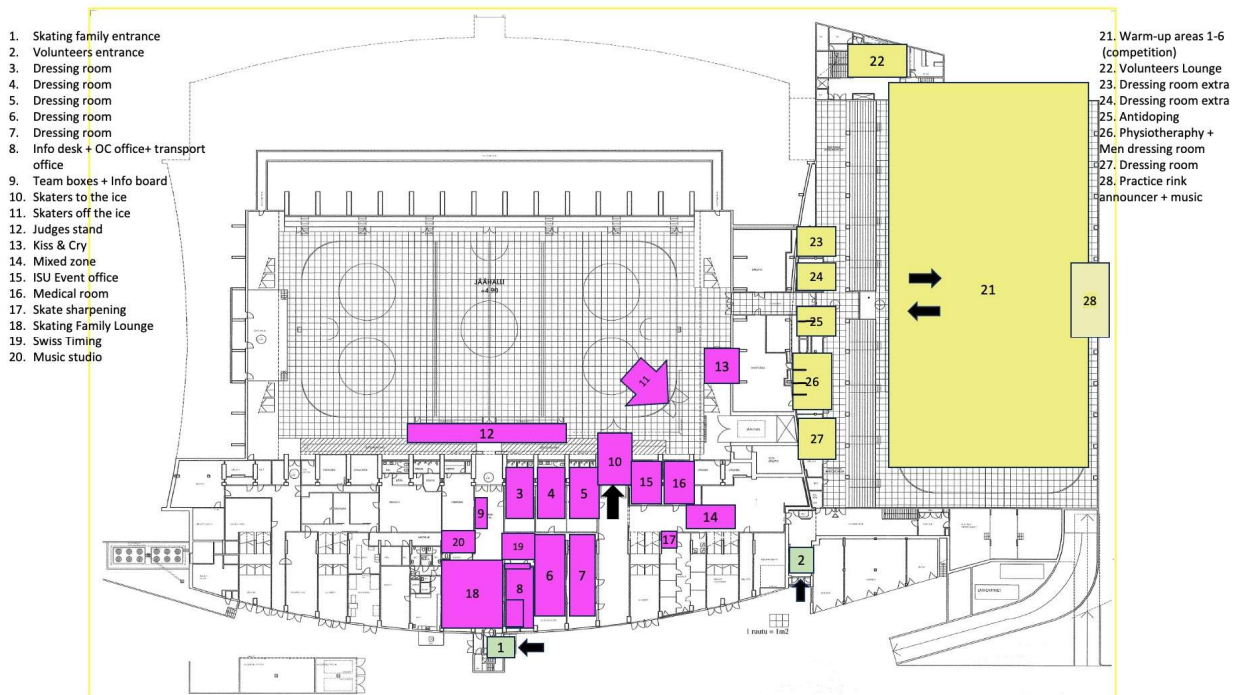 1. Skating family entrance
2. Volunteers entrance
3. Dressing room
4. Dressing room
5. Dressing room
6. Dressing room
7. Dressing room
8. Info desk + OC office+ transport
office
9. Team boxes + Info board
10. Skaters to the ice
11. Skaters off the ice
12. Judges stand
13. Kiss & Cry
14. Mixed zone
15. ISU Event office
16. Medical room
17. Skate sharpening
18. Skating Family Lounge
19. Swiss Timing
20. Music studio
21. Warm-up areas 1-6
(competition)
22. Volunteers Lounge
23. Dressing room extra
24. Dressing room extra
25. Antidoping
26. Physiotheraphy +
Men dressing room
27. Dressing room
28. Practice rink
announcer + music
22
23
24
21
28
25
26
27
JÄÄHALLI
+4.90
13
11
12
10
3
4
5
15
16
9
14
20
19
17
6
7
18
8
2
1
1 ruutu = 1m2